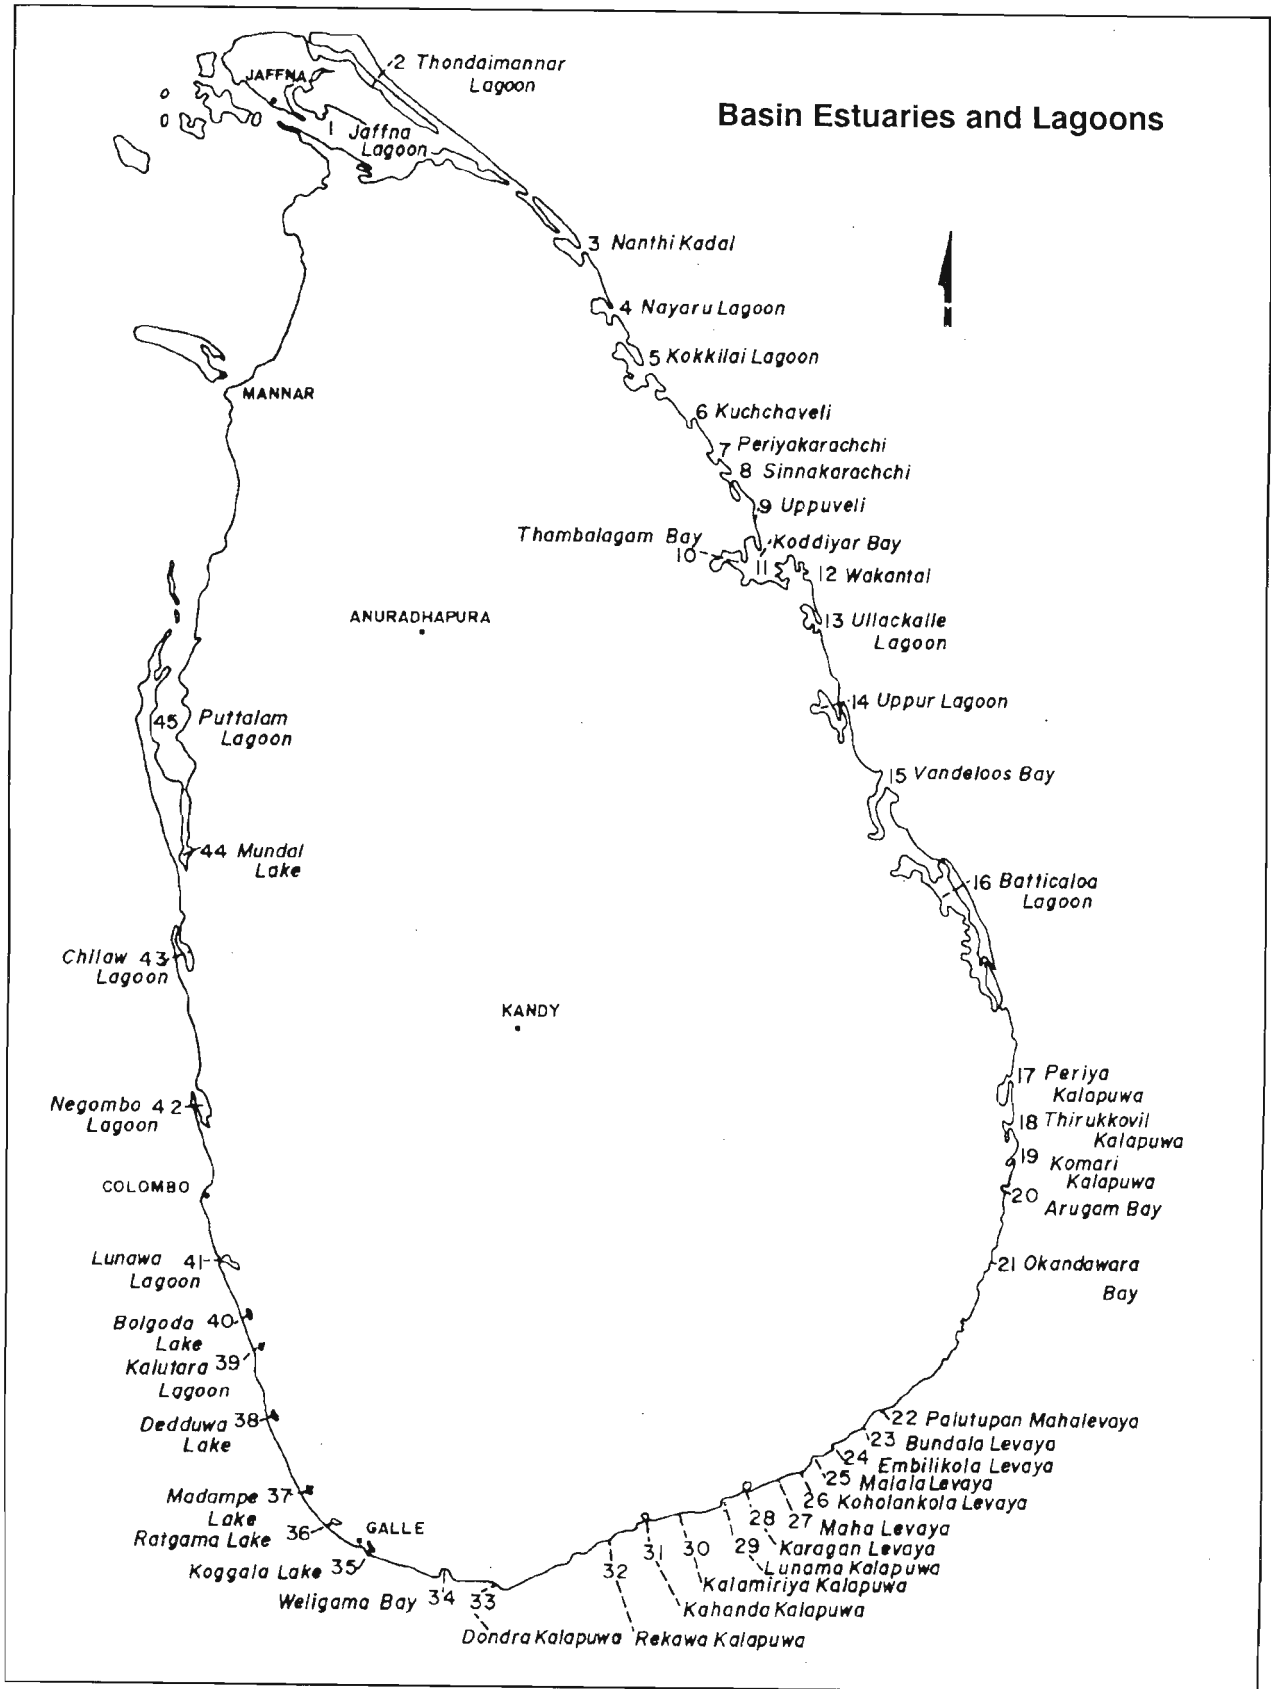 Basin Estuaries and Lagoons
N
JAFFNA
1 Jaffna
Lagoon
2 Thondaimannar
Lagoon
3 Nanthi Kadal
4 Nayaru Lagoon
5 Kokkilai Lagoon
MANNAR
6 Kuchchaveli
7 Periyakarachchi
8 Sinnakarachchi
9 Uppuveli
Thambalagam Bay
10
Koddiyar Bay
11
12 Wakantal
ANURADHAPURA
13 Ullackalle
Lagoon
14 Uppur Lagoon
15 Vandeloos Bay
16 Batticaloa
Lagoon
KANDY
17 Periya
Kalapuwa
18 Thirukkovil
Kalapuwa
19 Komari
Kalapuwa
20
Arugam Bay
21 Okandawara
Bay
22 Palutupan Mahalevaya
23 Bundala Levaya
24 Embilikola Levaya
25 Malala Levaya
26 Koholankola Levaya
27 Maha Levaya
28
Karagan Levaya
29
Lunama Kalapuwa
30
Kalamiriya Kalapuwa
31
Kahanda Kalapuwa
32
Rekawa Kalapuwa
33
Dondra Kalapuwa
Weligama Bay 34
GALLE
Koggala Lake 35
Ratgama Lake 36
Madampe 37
Lake
Dedduwa 38
Lake
Kalutara 39
Lagoon
Bolgoda 40
Lake
Lunawa 41
Lagoon
COLOMBO
Negombo 42
Lagoon
Chilaw 43
Lagoon
44 Mundal
Lake
45 Puttalam
Lagoon